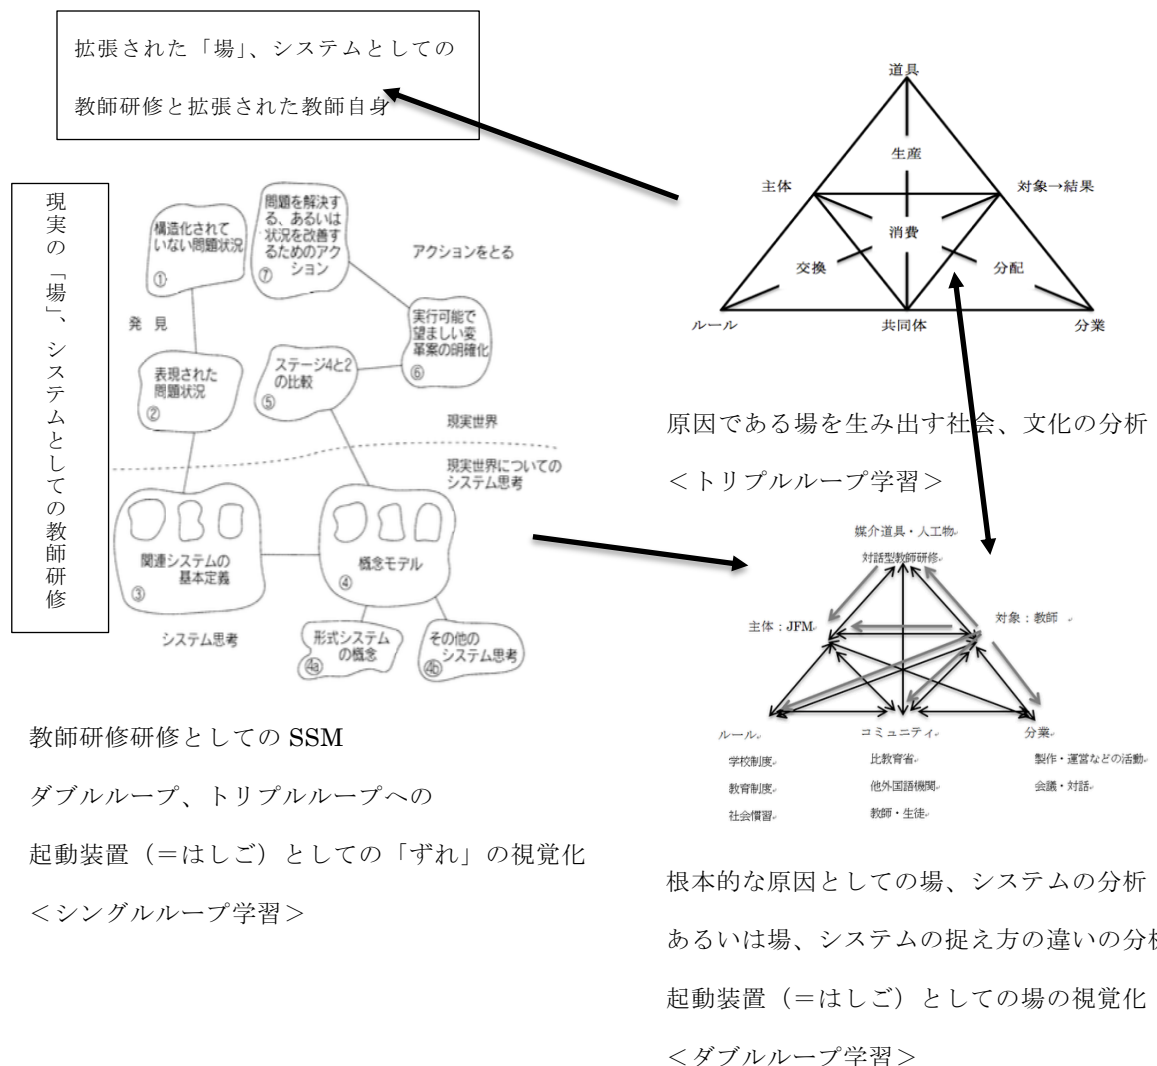 拡張された「場」、システムとしての
教師研修と拡張された教師自身
現実の「場」、システムとしての教師研修
構造化されて
いない問題状況
①
問題を解決す
る、あるいは
状況を改善す
るためのアク
ション
⑦
アクションをとる
発 見
表現された
問題状況
②
ステージ4と2
の比較
⑤
実行可能で
望ましい変
革案の明確化
⑥
現実世界
現実世界についての
システム思考
関連システムの
基本定義
③
概念モデル
④
システム思考
形式システム
の概念
4a
その他の
システム思考
4b
教師研修研修としての SSM
ダブルループ、トリプルループへの
起動装置（＝はしご）としての「ずれ」の視覚化
＜シングルループ学習＞
道具
生産
主体
対象→結果
消費
交換
分配
ルール
共同体
分業
原因である場を生み出す社会、文化の分析
＜トリプルループ学習＞
媒介道具・人工物
対話型教師研修
主体：JFM
対象：教師
ルール
コミュニティ
分業
学校制度
比教育省
製作・運営などの活動
教育制度
他外国語機関
会議・対話
社会慣習
教師・生徒
根本的な原因としての場、システムの分析
あるいは場、システムの捉え方の違いの分析
起動装置（＝はしご）としての場の視覚化
＜ダブルループ学習＞